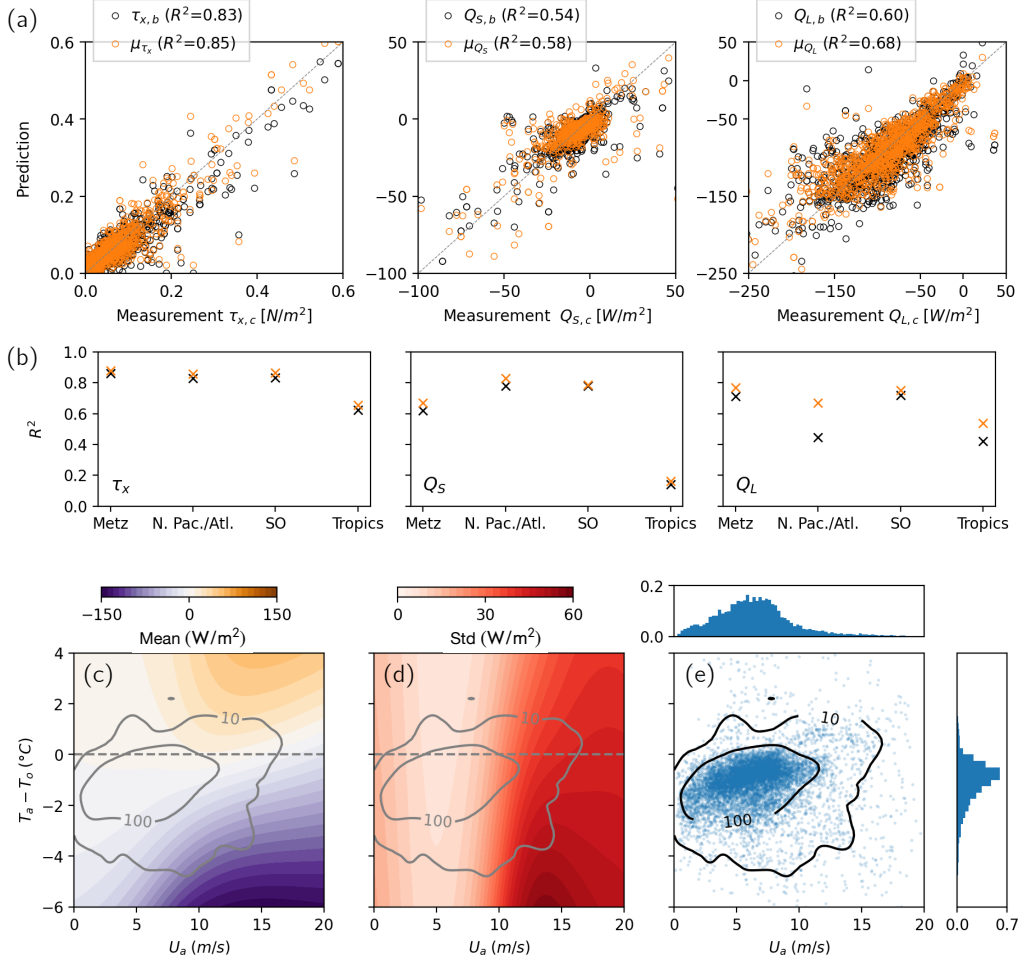 (a)
τx,b (R²=0.83)
μτx (R²=0.85)
QS,b (R²=0.54)
μQS (R²=0.58)
QL,b (R²=0.60)
μQL (R²=0.68)
Prediction
0.6
0.4
0.2
0.0
0.0 0.2 0.4 0.6
Measurement τx,c [N/m²]
50
0
−50
−100
−100 −50 0 50
Measurement QS,c [W/m²]
50
0
−50
−150
−250
−250 −150 −50 0 50
Measurement QL,c [W/m²]
(b)
R²
1.0
0.8
0.6
0.4
0.2
0.0
τx
QS
QL
Metz N. Pac./Atl. SO Tropics
Metz N. Pac./Atl. SO Tropics
Metz N. Pac./Atl. SO Tropics
−150 0 150
Mean (W/m²)
0 30 60
Std (W/m²)
0.2
0.0
(c)
(d)
(e)
Ta − To (°C)
4
2
0
−2
−4
−6
10
100
10
100
10
100
0 5 10 15 20
Ua (m/s)
0 5 10 15 20
Ua (m/s)
0 5 10 15 20
Ua (m/s)
0.0 0.7